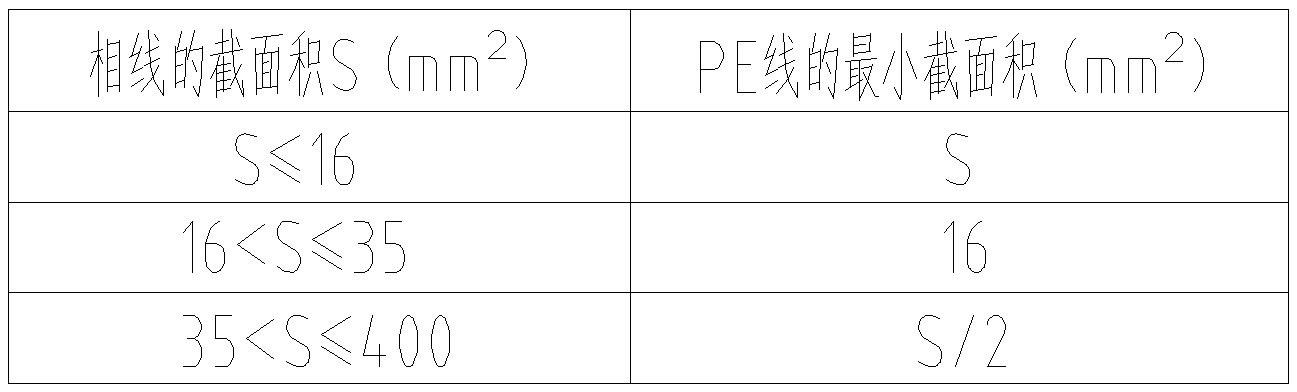 相线的截面积S (mm²)
PE线的最小截面积 (mm²)
S≤16
S
16<S≤35
16
35<S≤400
S/2